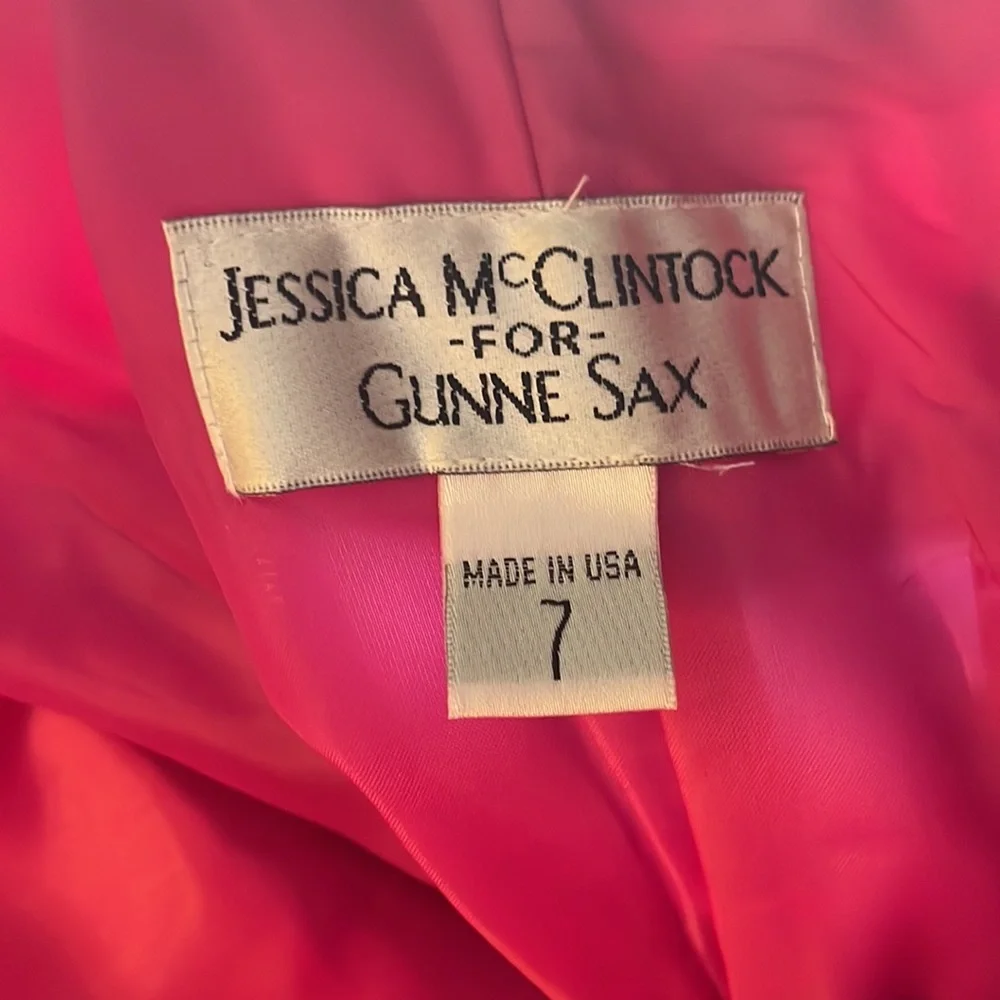 JESSICA McCLINTOCK
-FOR-
GUNNE SAX
MADE IN USA
7